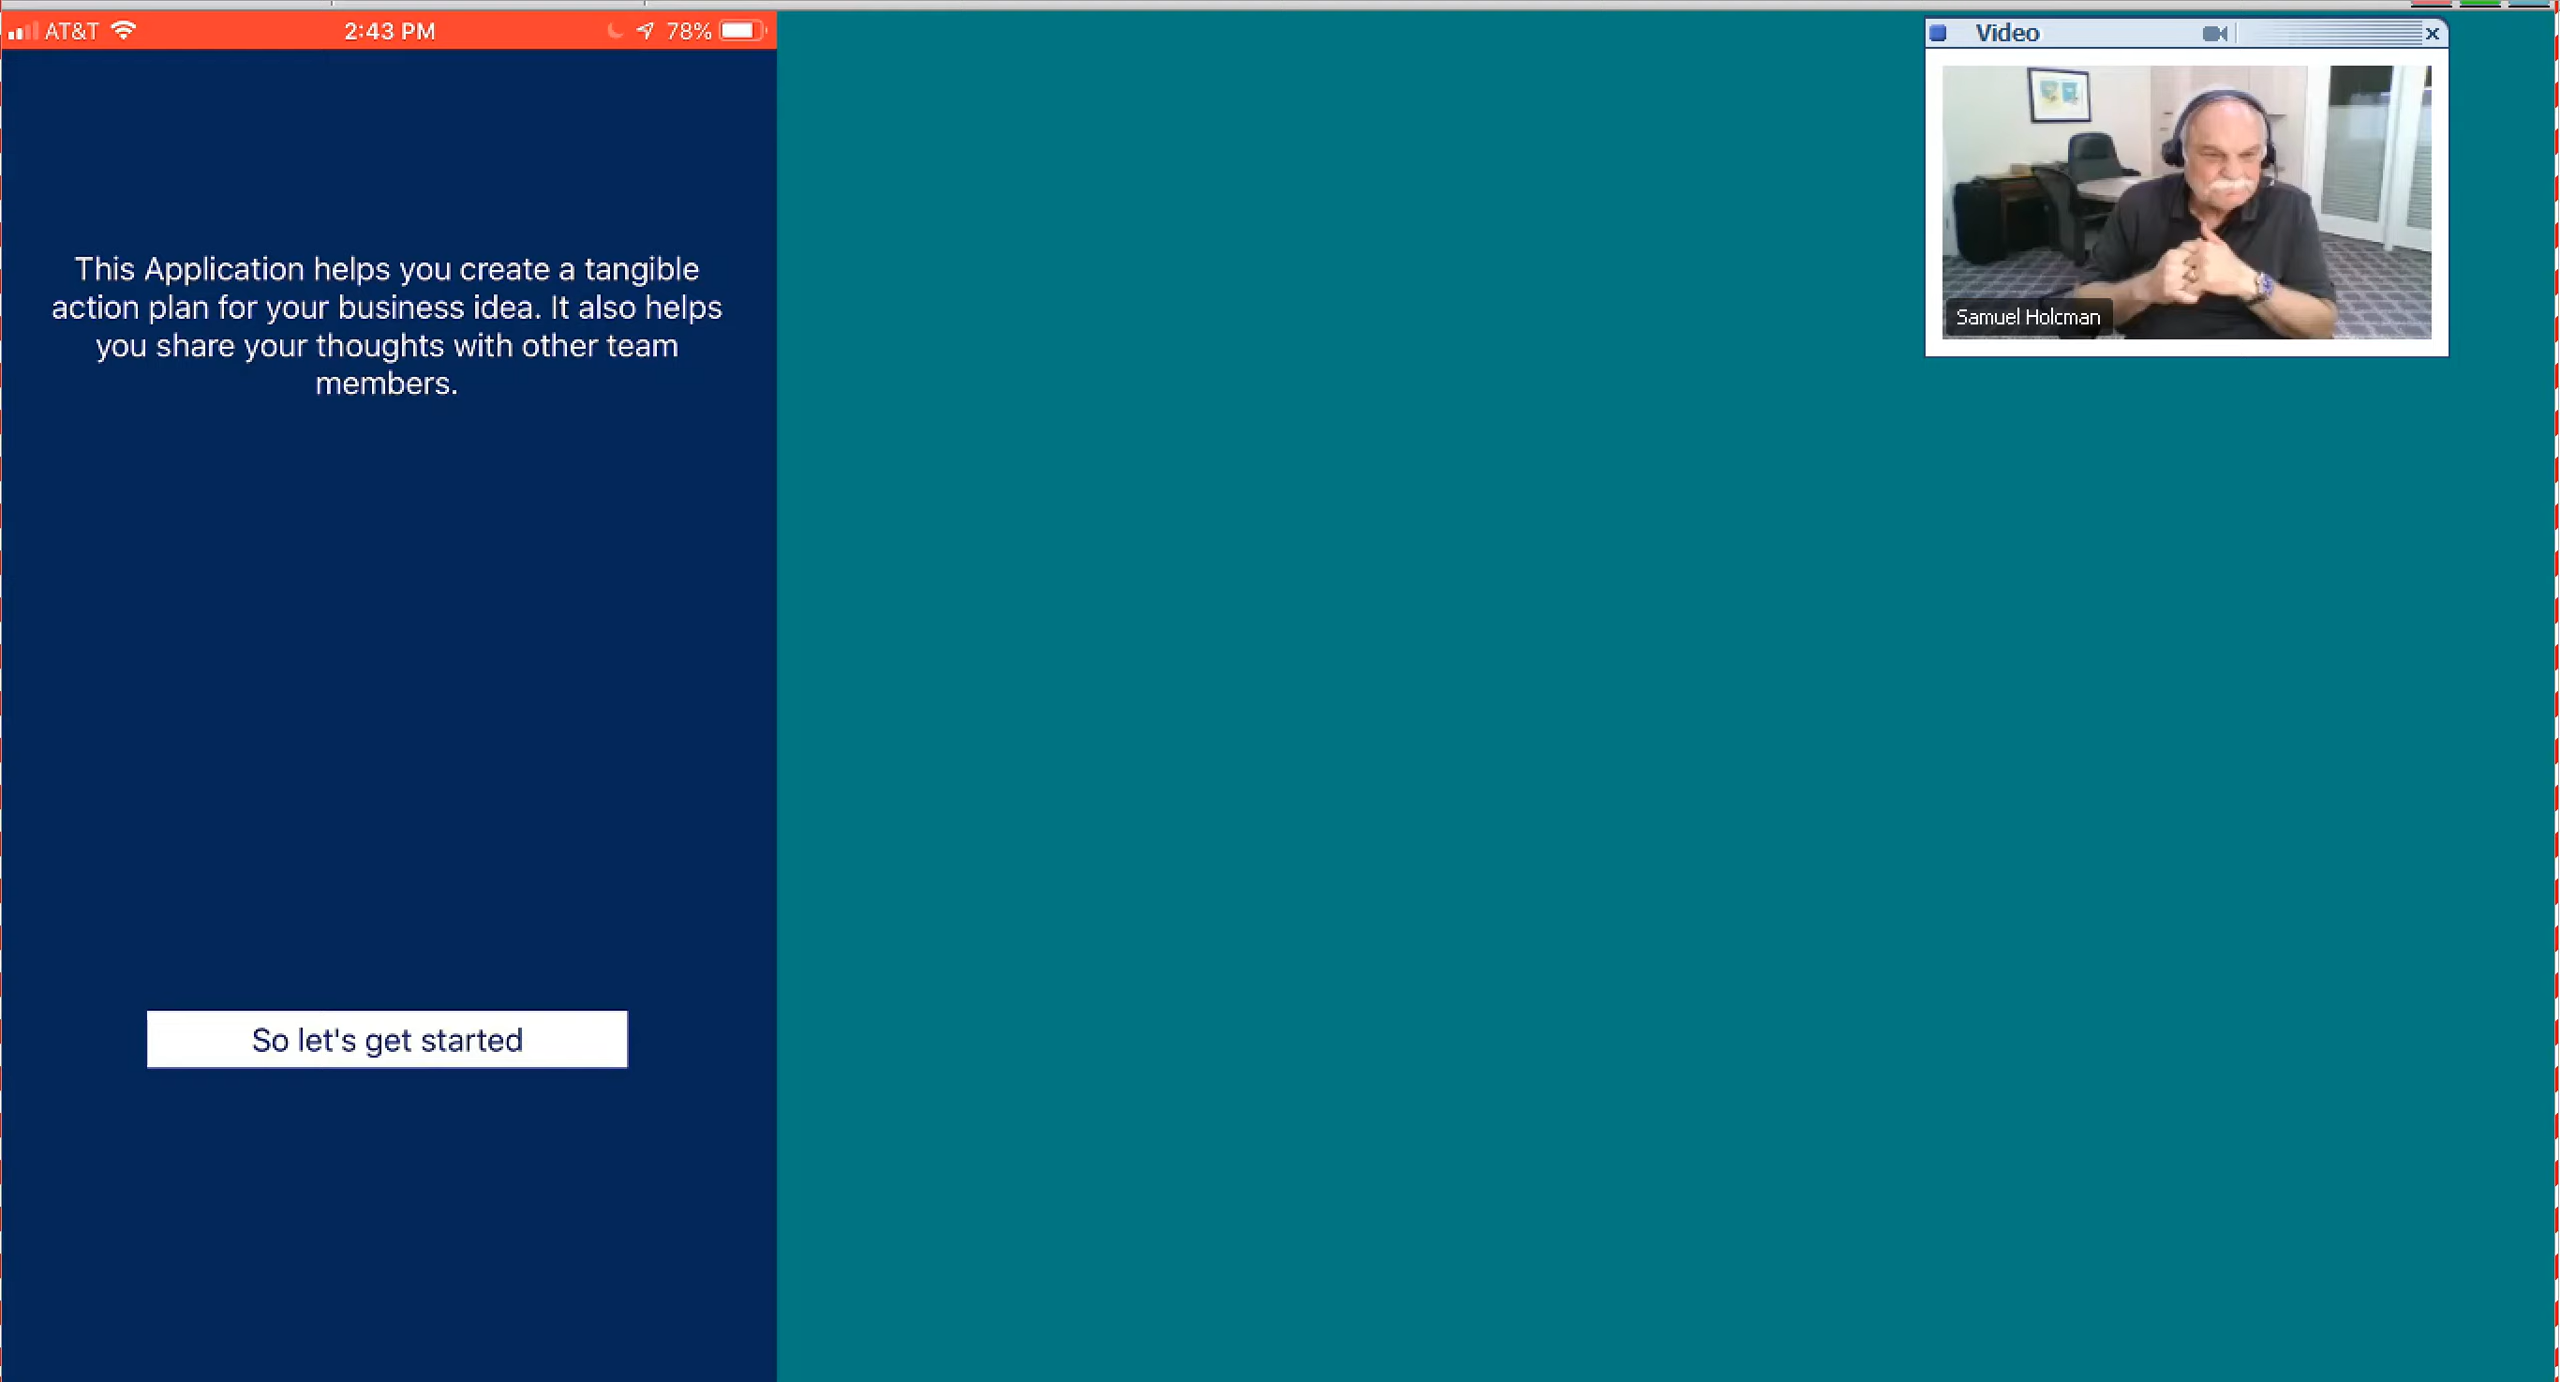 AT&T 2:43 PM 78%
This Application helps you create a tangible
action plan for your business idea. It also helps
you share your thoughts with other team
members.
So let's get started
Video
Samuel Holcman